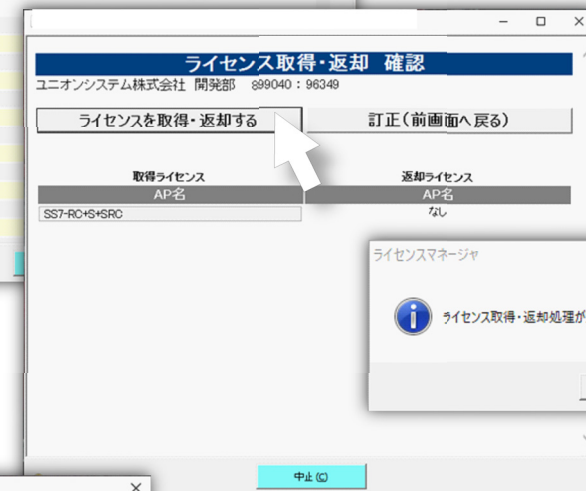 ライセンス取得・返却 確認
ユニオンシステム株式会社 開発部 899040 : 96349
ライセンスを取得・返却する
訂正(前画面へ戻る)
取得ライセンス
返却ライセンス
AP名
AP名
SS7-RC+S+SRC
なし
ライセンスマネージャ
ライセンス取得・返却処理が
中止(C)